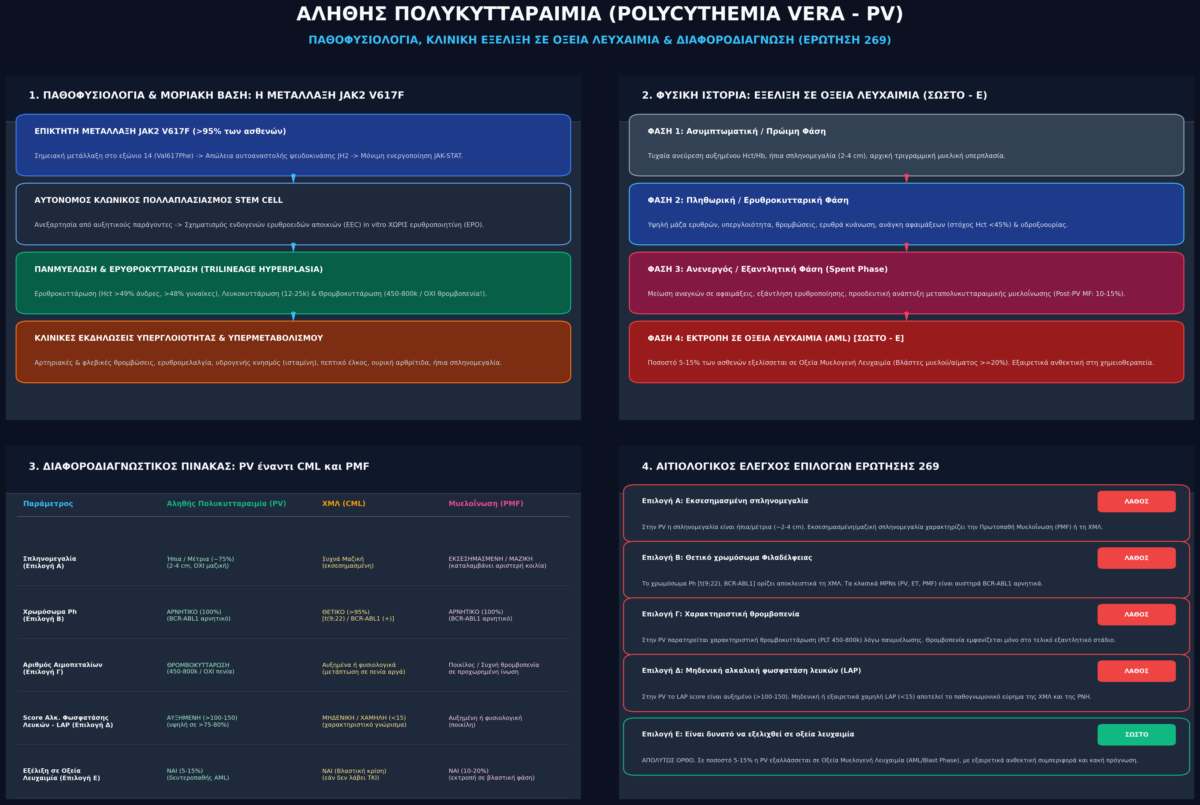 ΑΛΗΘΗΣ ΠΟΛΥΚΥΤΤΑΡΑΙΜΙΑ (POLYCYTHEMIA VERA - PV)
ΠΑΘΟΦΥΣΙΟΛΟΓΙΑ, ΚΛΙΝΙΚΗ ΕΞΕΛΙΞΗ ΣΕ ΟΞΕΙΑ ΛΕΥΧΑΙΜΙΑ & ΔΙΑΦΟΡΟΔΙΑΓΝΩΣΗ (ΕΡΩΤΗΣΗ 269)
1. ΠΑΘΟΦΥΣΙΟΛΟΓΙΑ & ΜΟΡΙΑΚΗ ΒΑΣΗ: Η ΜΕΤΑΛΛΑΞΗ JAK2 V617F
ΕΠΙΚΤΗΤΗ ΜΕΤΑΛΛΑΞΗ JAK2 V617F (>95% των ασθενών)
Σημειακή μετάλλαξη στο εξώνιο 14 (Val617Phe) -> Απώλεια αυτοαναστολής ψευδοκινάσης JH2 -> Μόνιμη ενεργοποίηση JAK-STAT.
ΑΥΤΟΝΟΜΟΣ ΚΛΩΝΙΚΟΣ ΠΟΛΛΑΠΛΑΣΙΑΣΜΟΣ STEM CELL
Ανεξαρτησία από αυξητικούς παράγοντες -> Σχηματισμός ενδογενών ερυθροειδών αποικιών (EEC) in vitro ΧΩΡΙΣ ερυθροποιητίνη (EPO).
ΠΑΝΜΥΕΛΩΣΗ & ΕΡΥΘΡΟΚΥΤΤΑΡΩΣΗ (TRILINEAGE HYPERPLASIA)
Ερυθροκυττάρωση (Hct >49% άνδρες, >48% γυναίκες), Λευκοκυττάρωση (12-25k) & Θρομβοκυττάρωση (450-800k / ΟΧΙ θρομβοπενία!).
ΚΛΙΝΙΚΕΣ ΕΚΔΗΛΩΣΕΙΣ ΥΠΕΡΓΛΟΙΟΤΗΤΑΣ & ΥΠΕΡΜΕΤΑΒΟΛΙΣΜΟΥ
Αρτηριακές & φλεβικές θρομβώσεις, ερυθρομελαλγία, υδρογενής κνησμός (ισταμίνη), πεπτικό έλκος, ουρική αρθρίτιδα, ήπια σπληνομεγαλία.
2. ΦΥΣΙΚΗ ΙΣΤΟΡΙΑ: ΕΞΕΛΙΞΗ ΣΕ ΟΞΕΙΑ ΛΕΥΧΑΙΜΙΑ (ΣΩΣΤΟ - Ε)
ΦΑΣΗ 1: Ασυμπτωματική / Πρώιμη Φάση
Τυχαία ανεύρεση αυξημένου Hct/Hb, ήπια σπληνομεγαλία (2-4 cm), αρχική τριγραμμική μυελική υπερπλασία.
ΦΑΣΗ 2: Πληθωρική / Ερυθροκυτταρική Φάση
Υψηλή μάζα ερυθρών, υπεργλοιότητα, θρομβώσεις, ερυθρά κυάνωση, ανάγκη αφαιμάξεων (στόχος Hct <45%) & υδροξυουρίας.
ΦΑΣΗ 3: Ανενεργός / Εξαντλητική Φάση (Spent Phase)
Μείωση αναγκών σε αφαιμάξεις, εξάντληση ερυθροποίησης, προοδευτική ανάπτυξη μεταπολυκυτταραιμικής μυελοΐνωσης (Post-PV MF: 10-15%).
ΦΑΣΗ 4: ΕΚΤΡΟΠΗ ΣΕ ΟΞΕΙΑ ΛΕΥΧΑΙΜΙΑ (AML) [ΣΩΣΤΟ - Ε]
Ποσοστό 5-15% των ασθενών εξελίσσεται σε Οξεία Μυελογενή Λευχαιμία (Βλάστες μυελού/αίματος >=20%). Εξαιρετικά ανθεκτική στη χημειοθεραπεία.
3. ΔΙΑΦΟΡΟΔΙΑΓΝΩΣΤΙΚΟΣ ΠΙΝΑΚΑΣ: PV έναντι CML και PMF
Παράμετρος Αληθής Πολυκυτταραιμία (PV) ΧΜΛ (CML) Μυελοΐνωση (PMF)
Σπληνομεγαλία Ήπια / Μέτρια (~75%) Συχνά Μαζική ΕΚΣΕΣΗΜΑΣΜΕΝΗ / ΜΑΖΙΚΗ
(Επιλογή Α) (2-4 cm, ΟΧΙ μαζική) (εκσεσημασμένη) (καταλαμβάνει αριστερή κοιλία)
Χρωμόσωμα Ph ΑΡΝΗΤΙΚΟ (100%) ΘΕΤΙΚΟ (>95%) ΑΡΝΗΤΙΚΟ (100%)
(Επιλογή Β) (BCR-ABL1 αρνητικό) [t(9;22) / BCR-ABL1 (+)] (BCR-ABL1 αρνητικό)
Αριθμός Αιμοπεταλίων ΘΡΟΜΒΟΚΥΤΤΑΡΩΣΗ Αυξημένα ή φυσιολογικά Ποικίλος / Συχνή θρομβοπενία
(Επιλογή Γ) (450-800k / ΟΧΙ πενία) (μετάπτωση σε πενία αργά) σε προχωρημένη ίνωση
Score Αλκ. Φωσφατάσης ΑΥΞΗΜΕΝΗ (>100-150) ΜΗΔΕΝΙΚΗ / ΧΑΜΗΛΗ (<15) Αυξημένη ή φυσιολογική
Λευκών - LAP (Επιλογή Δ) (υψηλή σε >75-80%) (χαρακτηριστικό γνώρισμα) (ποικίλη)
Εξέλιξη σε Οξεία ΝΑΙ (5-15%) ΝΑΙ (Βλαστική κρίση) ΝΑΙ (10-20%)
Λευχαιμία (Επιλογή Ε) (δευτεροπαθής AML) (εάν δεν λάβει TKI) (εκτροπή σε βλαστική φάση)
4. ΑΙΤΙΟΛΟΓΙΚΟΣ ΕΛΕΓΧΟΣ ΕΠΙΛΟΓΩΝ ΕΡΩΤΗΣΗΣ 269
Επιλογή Α: Εκσεσημασμένη σπληνομεγαλία ΛΑΘΟΣ
Στην PV η σπληνομεγαλία είναι ήπια/μέτρια (~2-4 cm). Εκσεσημασμένη/μαζική σπληνομεγαλία χαρακτηρίζει την Πρωτοπαθή Μυελοΐνωση (PMF) ή τη ΧΜΛ.
Επιλογή Β: Θετικό χρωμόσωμα Φιλαδέλφειας ΛΑΘΟΣ
Το χρωμόσωμα Ph [t(9;22), BCR-ABL1] ορίζει αποκλειστικά τη ΧΜΛ. Τα κλασικά MPNs (PV, ET, PMF) είναι αυστηρά BCR-ABL1 αρνητικά.
Επιλογή Γ: Χαρακτηριστική θρομβοπενία ΛΑΘΟΣ
Στην PV παρατηρείται χαρακτηριστική θρομβοκυττάρωση (PLT 450-800k) λόγω πανμυέλωσης. Θρομβοπενία εμφανίζεται μόνο στο τελικό εξαντλητικό στάδιο.
Επιλογή Δ: Μηδενική αλκαλική φωσφατάση λευκών (LAP) ΛΑΘΟΣ
Στην PV το LAP score είναι αυξημένο (>100-150). Μηδενική ή εξαιρετικά χαμηλή LAP (<15) αποτελεί το παθογνωμονικό εύρημα της ΧΜΛ και της PNH.
Επιλογή Ε: Είναι δυνατό να εξελιχθεί σε οξεία λευχαιμία ΣΩΣΤΟ
ΑΠΟΛΥΤΩΣ ΟΡΘΟ. Σε ποσοστό 5-15% η PV εξαλλάσσεται σε Οξεία Μυελογενή Λευχαιμία (AML/Blast Phase), με εξαιρετικά ανθεκτική συμπεριφορά και κακή πρόγνωση.